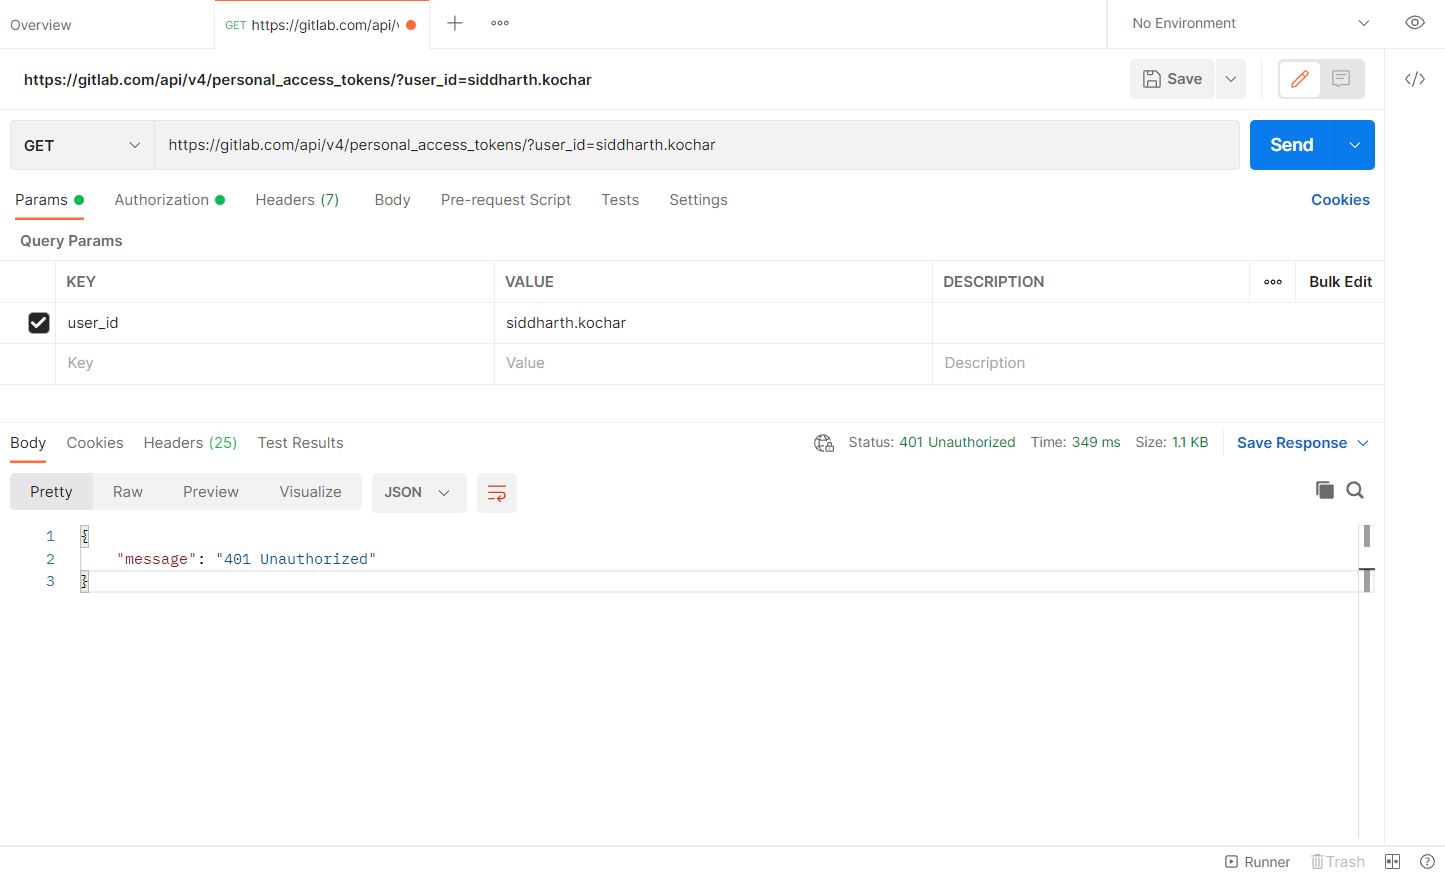 Overview
GET https://gitlab.com/api/v
No Environment
https://gitlab.com/api/v4/personal_access_tokens/?user_id=siddharth.kochar
Save
GET
https://gitlab.com/api/v4/personal_access_tokens/?user_id=siddharth.kochar
Send
Params
Authorization
Headers (7)
Body
Pre-request Script
Tests
Settings
Cookies
Query Params
KEY
VALUE
DESCRIPTION
Bulk Edit
user_id
siddharth.kochar
Key
Value
Description
Body
Cookies
Headers (25)
Test Results
Status: 401 Unauthorized
Time: 349 ms
Size: 1.1 KB
Save Response
Pretty
Raw
Preview
Visualize
JSON
1 {
2 "message": "401 Unauthorized"
3 }
Runner
Trash